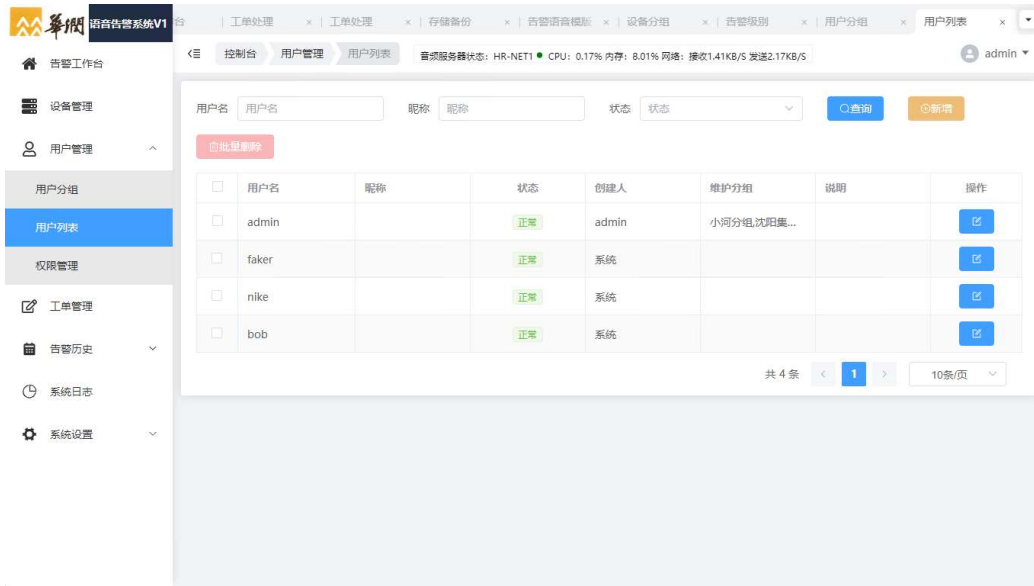 華潤 语音告警系统V1 台 工单处理 × 工单处理 × 存储备份 × 告警语音模版 × 设备分组 × 告警级别 × 用户分组 × 用户列表 ×
控制台 用户管理 用户列表 音频服务器状态：HR-NET1 CPU：0.17% 内存：8.01% 网络：接收1.41KB/S 发送2.17KB/S admin
告警工作台
设备管理
用户管理
用户分组
用户列表
权限管理
工单管理
告警历史
系统日志
系统设置
用户名 用户名 昵称 昵称 状态 状态 查询 新增
批里删除
用户名 昵称 状态 创建人 维护分组 说明 操作
admin 正常 admin 小河分组,沈阳集...
faker 正常 系统
nike 正常 系统
bob 正常 系统
共 4 条 < 1 > 10条/页